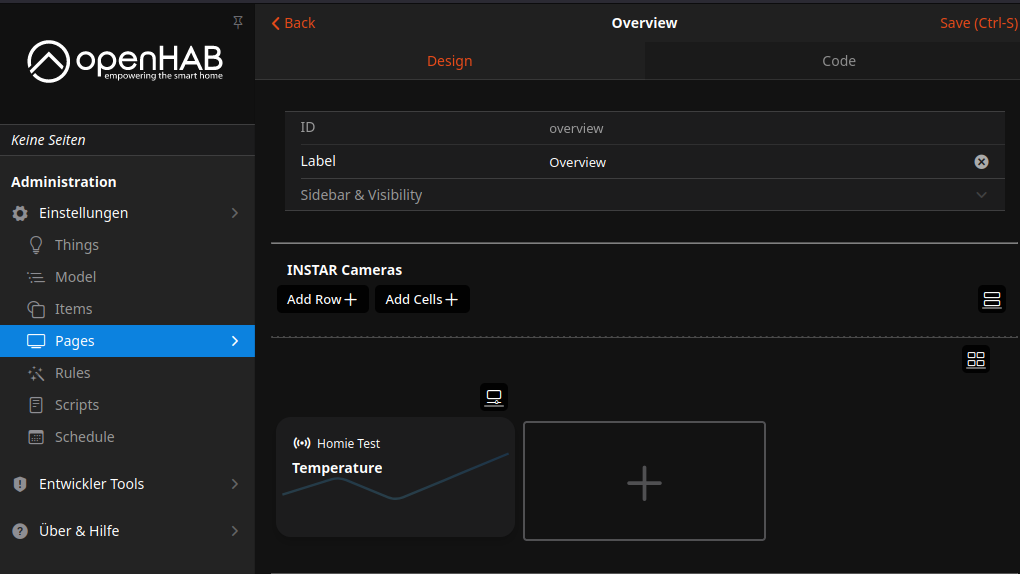 openHAB
empowering the smart home
Keine Seiten
Administration
Einstellungen
Things
Model
Items
Pages
Rules
Scripts
Schedule
Entwickler Tools
Über & Hilfe
Back
Overview
Save (Ctrl-S)
Design
Code
ID overview
Label Overview
Sidebar & Visibility
INSTAR Cameras
Add Row
Add Cells
Homie Test
Temperature